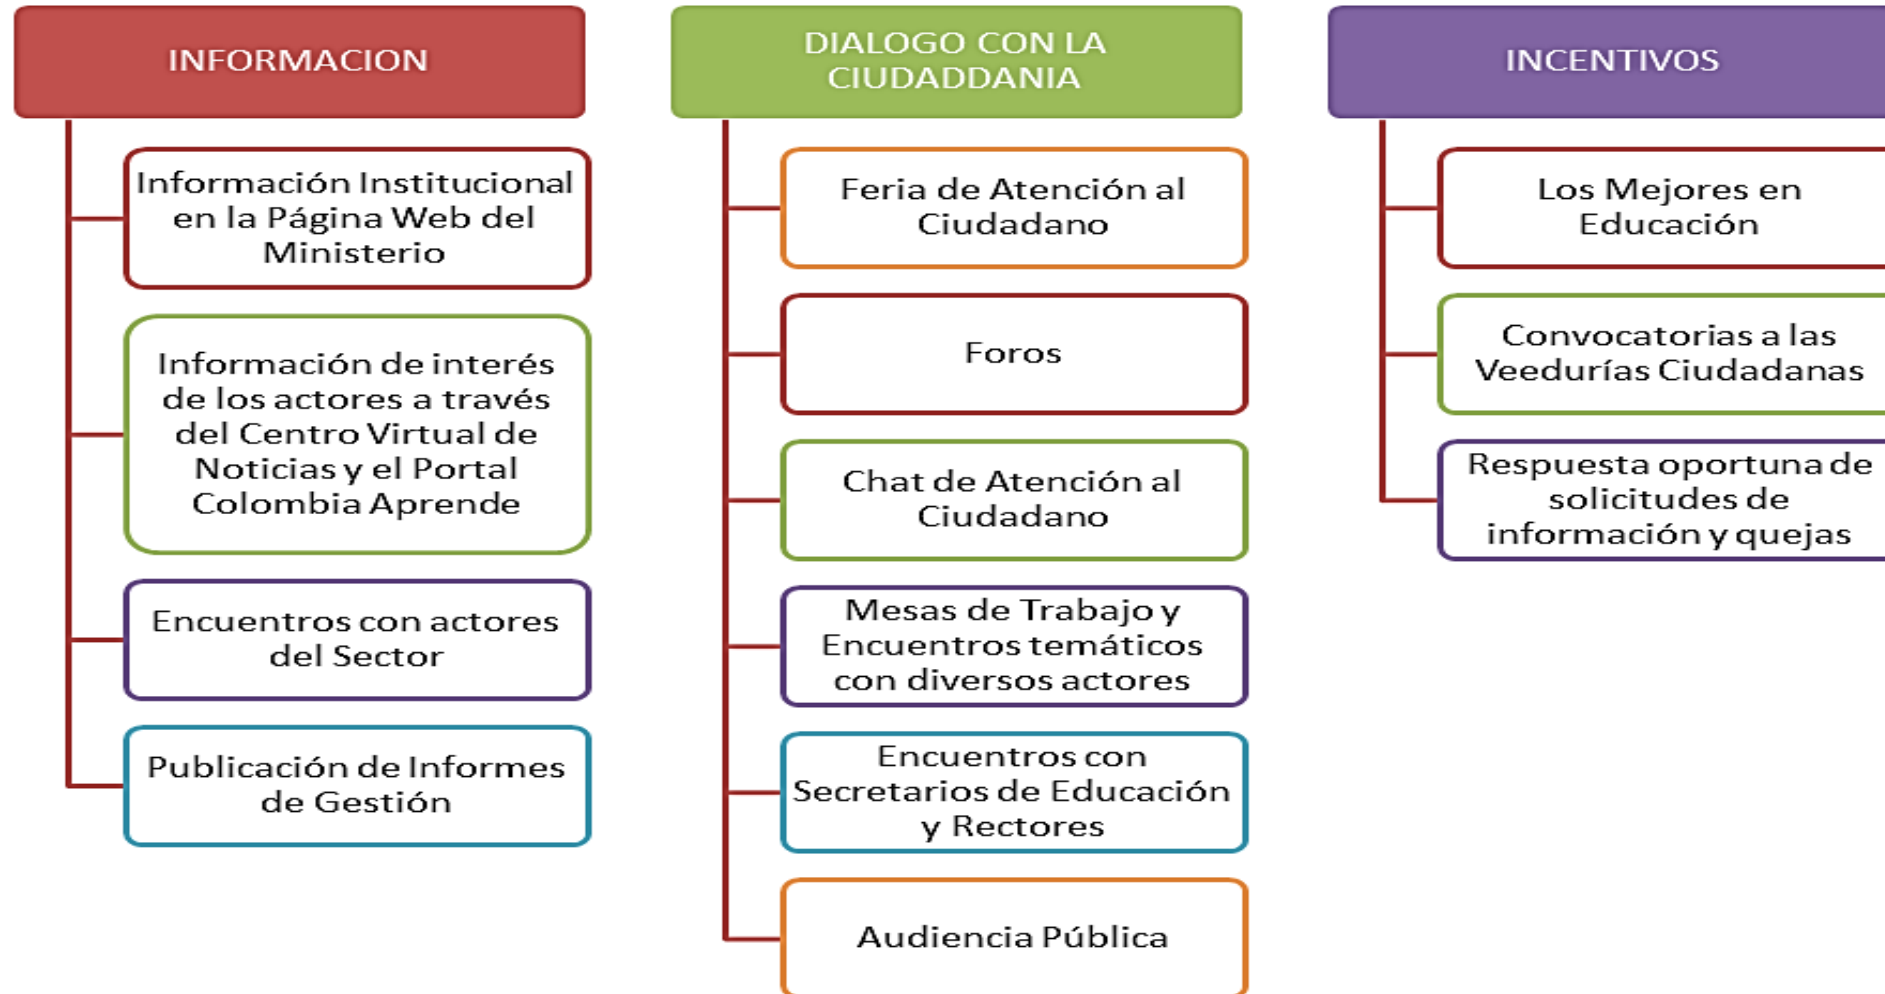 INFORMACION
Información Institucional
en la Página Web del
Ministerio
Información de interés
de los actores a través
del Centro Virtual de
Noticias y el Portal
Colombia Aprende
Encuentros con actores
del Sector
Publicación de Informes
de Gestión
DIALOGO CON LA
CIUDADDANIA
Feria de Atención al
Ciudadano
Foros
Chat de Atención al
Ciudadano
Mesas de Trabajo y
Encuentros temáticos
con diversos actores
Encuentros con
Secretarios de Educación
y Rectores
Audiencia Pública
INCENTIVOS
Los Mejores en
Educación
Convocatorias a las
Veedurías Ciudadanas
Respuesta oportuna de
solicitudes de
información y quejas